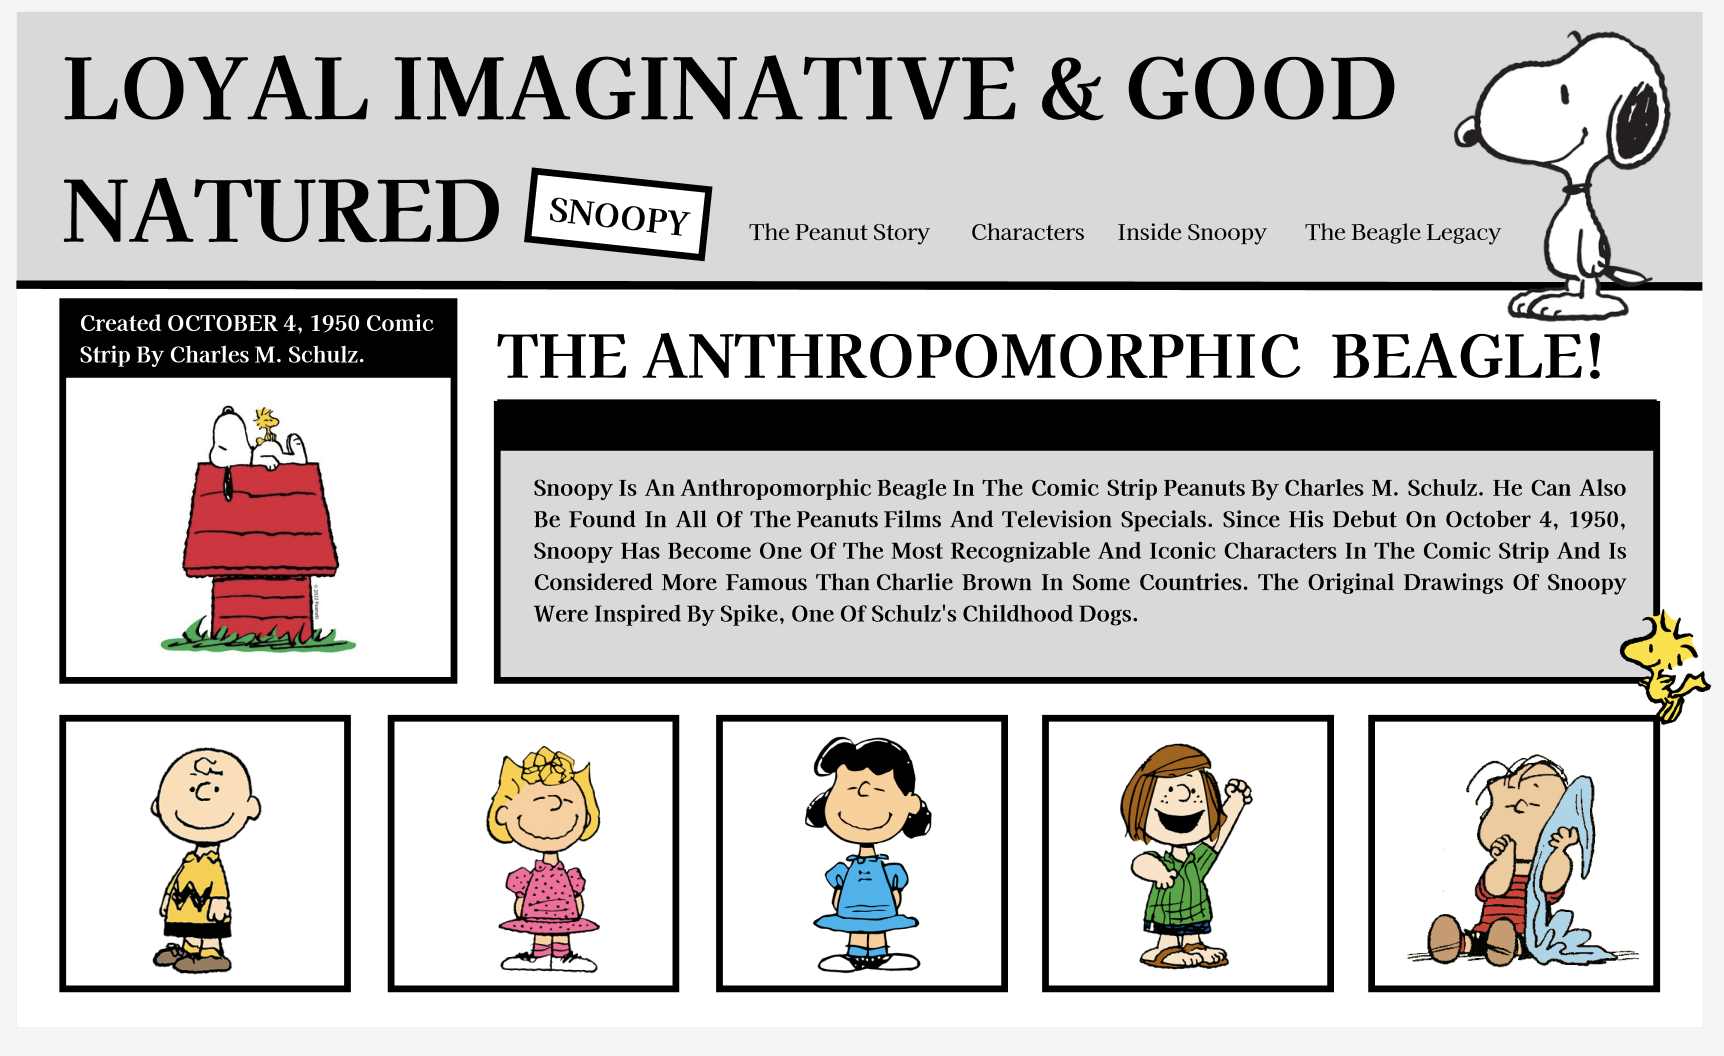 LOYAL IMAGINATIVE & GOOD
NATURED
SNOOPY
The Peanut Story
Characters
Inside Snoopy
The Beagle Legacy
Created OCTOBER 4, 1950 Comic
Strip By Charles M. Schulz.
© 2022 Peanuts
THE ANTHROPOMORPHIC BEAGLE!
Snoopy Is An Anthropomorphic Beagle In The Comic Strip Peanuts By Charles M. Schulz. He Can Also
Be Found In All Of The Peanuts Films And Television Specials. Since His Debut On October 4, 1950,
Snoopy Has Become One Of The Most Recognizable And Iconic Characters In The Comic Strip And Is
Considered More Famous Than Charlie Brown In Some Countries. The Original Drawings Of Snoopy
Were Inspired By Spike, One Of Schulz's Childhood Dogs.